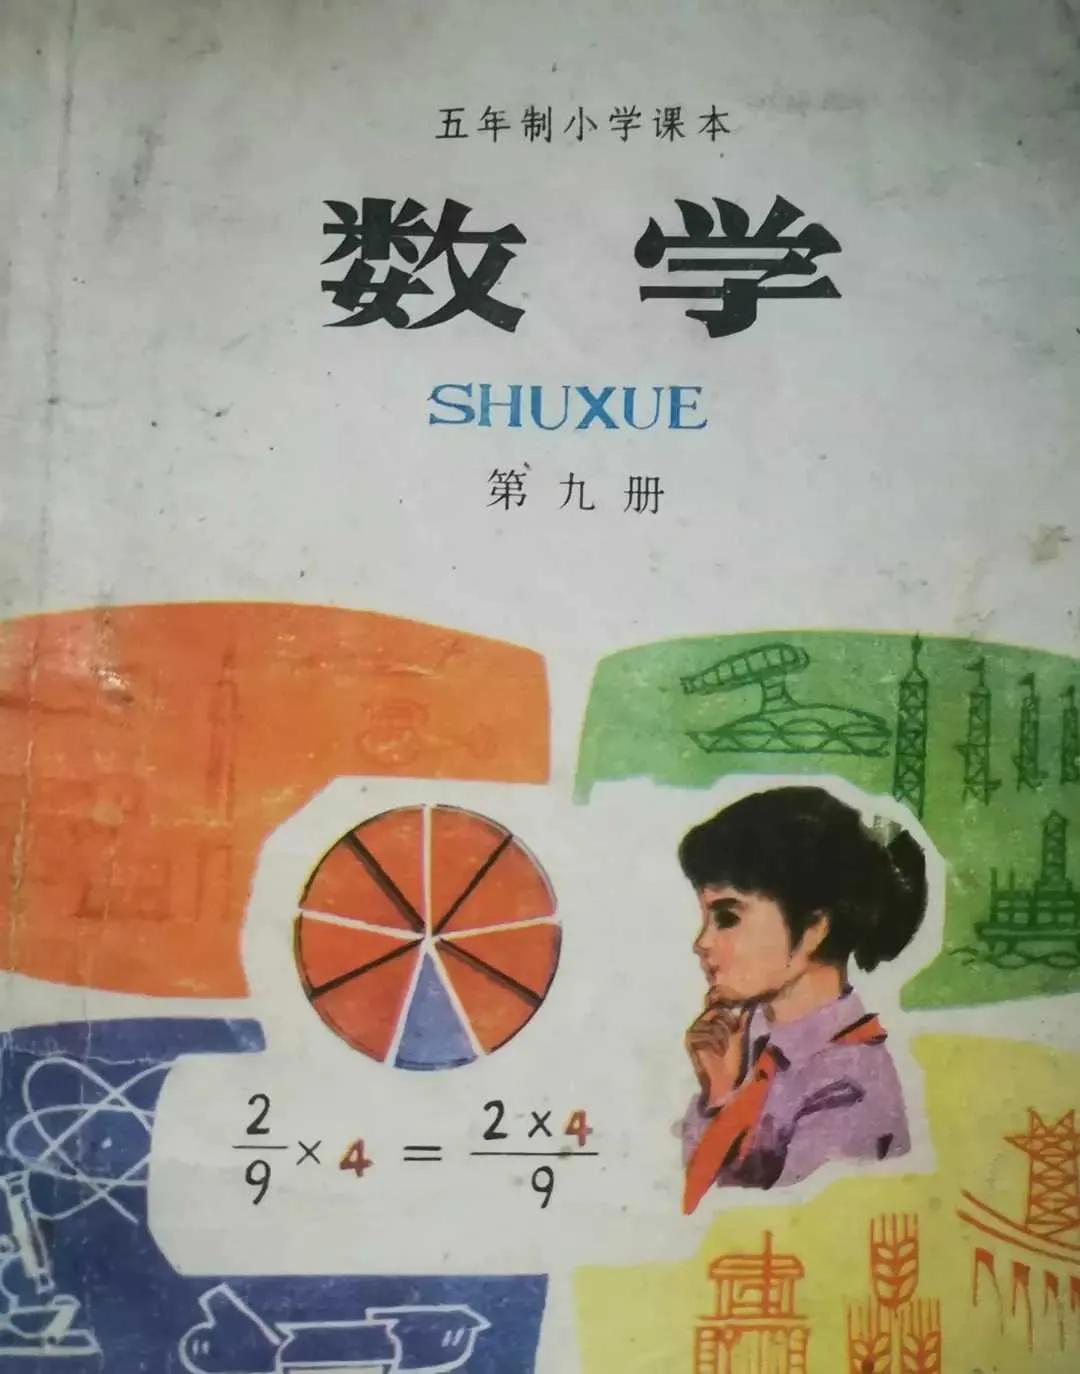 五年制小学课本
数学
SHUXUE
第九册
2/9 × 4 = 2×4/9